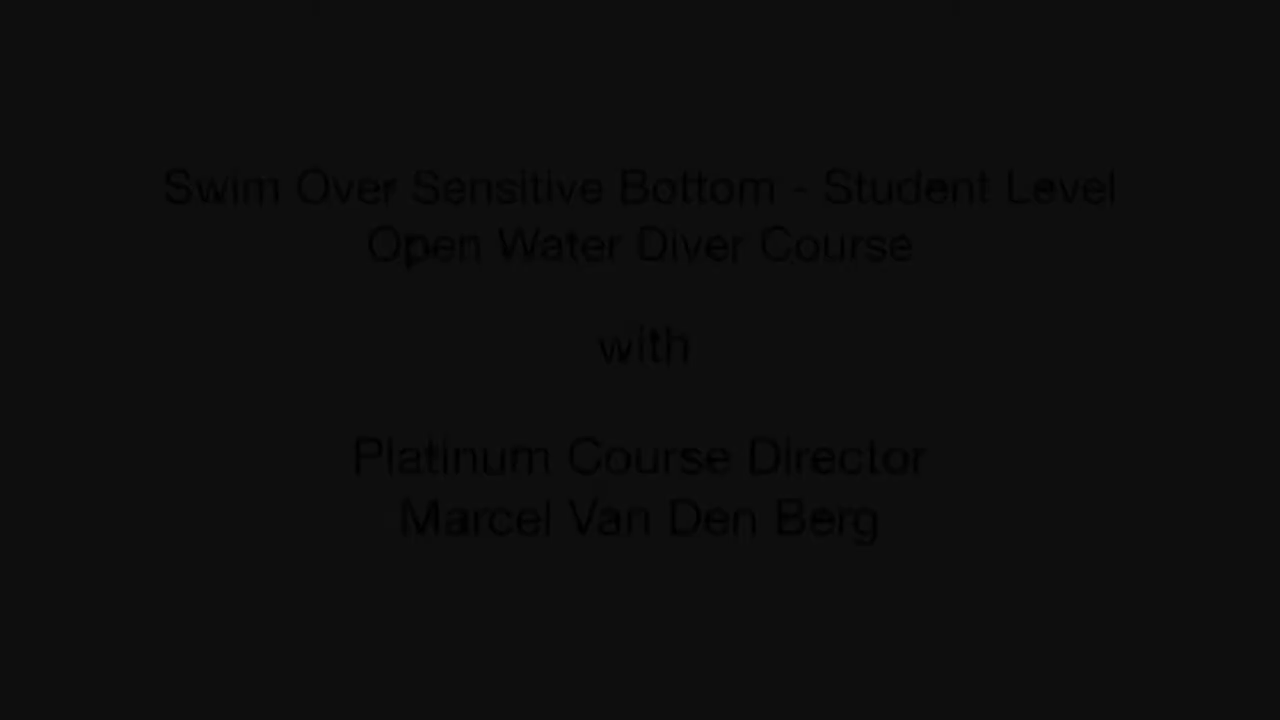 Swim Over Sensitive Bottom - Student Level
Open Water Diver Course
with
Platinum Course Director
Marcel Van Den Berg